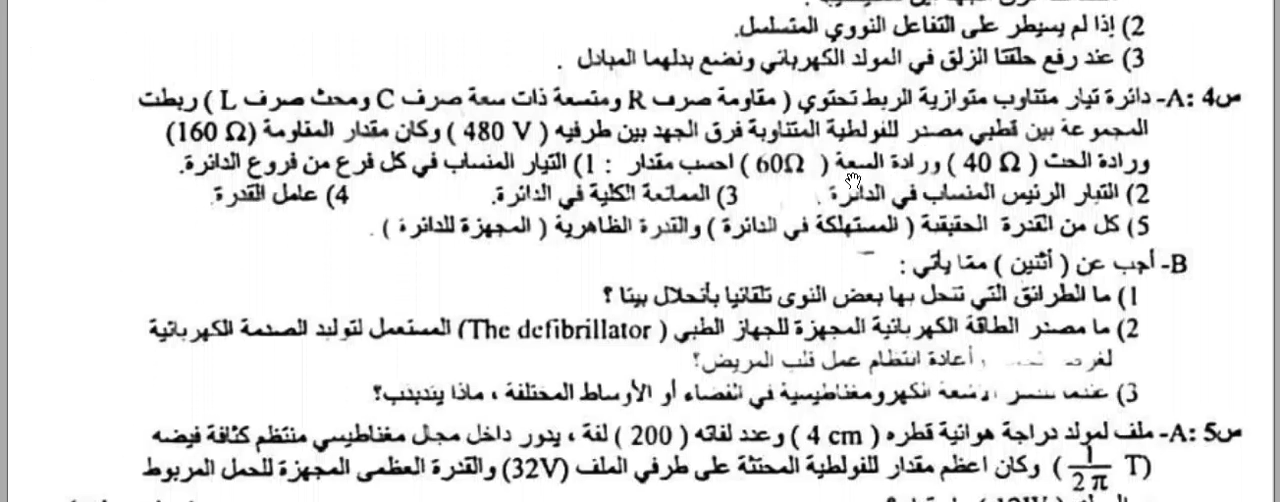 2) إذا لم يسيطر على التفاعل النووي المتسلسل.
3) عند رفع حلقتا الزلق في المولد الكهربائي ونضع بدلهما المبادل .
س4 :A- دائرة تيار متناوب متوازية الربط تحتوي ( مقاومة صرف R ومتسعة ذات سعة صرف C ومحث صرف L ) ربطت
المجموعة بين قطبي مصدر للفولطية المتناوبة فرق الجهد بين طرفيه ( 480 V ) وكان مقدار المقاومة (160 Ω)
ورادة الحث ( 40 Ω ) ورادة السعة ( 60Ω ) احسب مقدار : 1) التيار المنساب في كل فرع من فروع الدائرة.
2) التيار الرئيس المنساب في الدائرة . 3) الممانعة الكلية في الدائرة. 4) عامل القدرة.
5) كل من القدرة الحقيقية ( المستهلكة في الدائرة ) والقدرة الظاهرية ( المجهزة للدائرة ) .
B- أجب عن ( أثنين ) مما يأتي :
1) ما الطرائق التي تنحل بها بعض النوى تلقائيا بأنحلال بيتا ؟
2) ما مصدر الطاقة الكهربائية المجهزة للجهاز الطبي ( The defibrillator) المستعمل لتوليد الصدمة الكهربائية
وأعادة انتظام عمل قلب المريض؟
3) عندما الأشعة الكهرومغناطيسية في الفضاء أو الأوساط المختلفة ، ماذا يتذبذب؟
س5 :A- ملف لمولد دراجة هوائية قطره ( 4 cm ) وعدد لفاته ( 200 ) لفة ، يدور داخل مجال مغناطيسي منتظم كثافة فيضه
(1/2π T) وكان اعظم مقدار للفولطية المحتثة على طرفي الملف (32V) والقدرة العظمى المجهزة للحمل المربوط